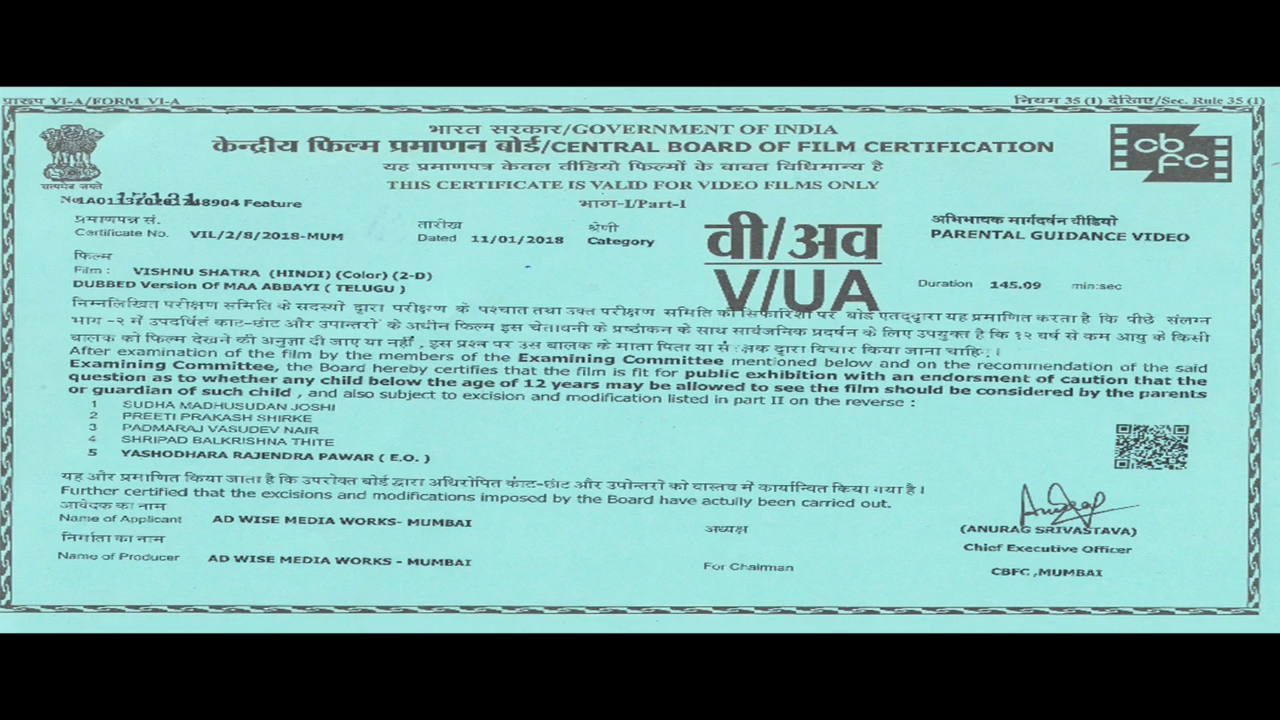 प्रारूप VI-A/FORM VI-A
नियम 35 (1) देखिए/Sec. Rule 35 (1)
भारत सरकार/GOVERNMENT OF INDIA
केन्द्रीय फिल्म प्रमाणन बोर्ड/CENTRAL BOARD OF FILM CERTIFICATION
यह प्रमाणपत्र केवल वीडियो फिल्मों के बाबत विधिमान्य है
सत्यमेव जयते
cb
fc
THIS CERTIFICATE IS VALID FOR VIDEO FILMS ONLY
Feature
भाग-I/Part-I
प्रमाणपत्र सं.
Certificate No. VIL/2/8/2018-MUM
तारीख
Dated 11/01/2018
श्रेणी
Category
वी/अव
V/UA
अभिभावक मार्गदर्षन वीडियो
PARENTAL GUIDANCE VIDEO
फिल्म
Film : VISHNU SHATRA (HINDI) (Color) (2-D)
DUBBED Version Of MAA ABBAYI ( TELUGU )
Duration 145.09 min:sec
निम्नलिखित परीक्षण समिति के सदस्यो द्वारा परीक्षण के पश्चात तथा उक्त परीक्षण समिति की सिफारिश पर बोर्ड एतद्द्वारा यह प्रमाणित करता है कि पीछे संलग्न
भाग -२ में उपदर्षित काट-छाट और उपान्तरो के अधीन फिल्म इस चेतावनी के प्रष्ठोकन के साथ सार्वजनिक प्रदर्षन के लिए उपयुक्त है कि १२ वर्ष से कम आयु के किसी
बालक को फिल्म देखने की अनुज्ञा दी जाए या नहीं , इस प्रश्न पर उस बालक के माता पिता या द्वारा विचार किया जाना
After examination of the film by the members of the Examining Committee mentioned below and on the recommendation of the said
Examining Committee, the Board hereby certifies that the film is fit for public exhibition with an endorsment of caution that the
question as to whether any child below the age of 12 years may be allowed to see the film should be considered by the parents
or guardian of such child , and also subject to excision and modification listed in part II on the reverse :
1 SUDHA MADHUSUDAN JOSHI
2 PREETI PRAKASH SHIRKE
3 PADMARAJ VASUDEV NAIR
4 SHRIPAD BALKRISHNA THITE
5 YASHODHARA RAJENDRA PAWAR ( E.O. )
यह और प्रमाणित किया जाता है कि उपरोक्त बोर्ड द्वारा अधिरोपित कांट-छांट और उपोन्तरो को वास्तव मे कार्यान्वित किया गया है ।
Further certified that the excisions and modifications imposed by the Board have actully been carried out.
आवेदक का नाम
Name of Applicant AD WISE MEDIA WORKS- MUMBAI
निर्माता का नाम
Name of Producer AD WISE MEDIA WORKS - MUMBAI
अध्यक्ष
For Chairman
(ANURAG SRIVASTAVA)
Chief Executive Officer
CBFC ,MUMBAI